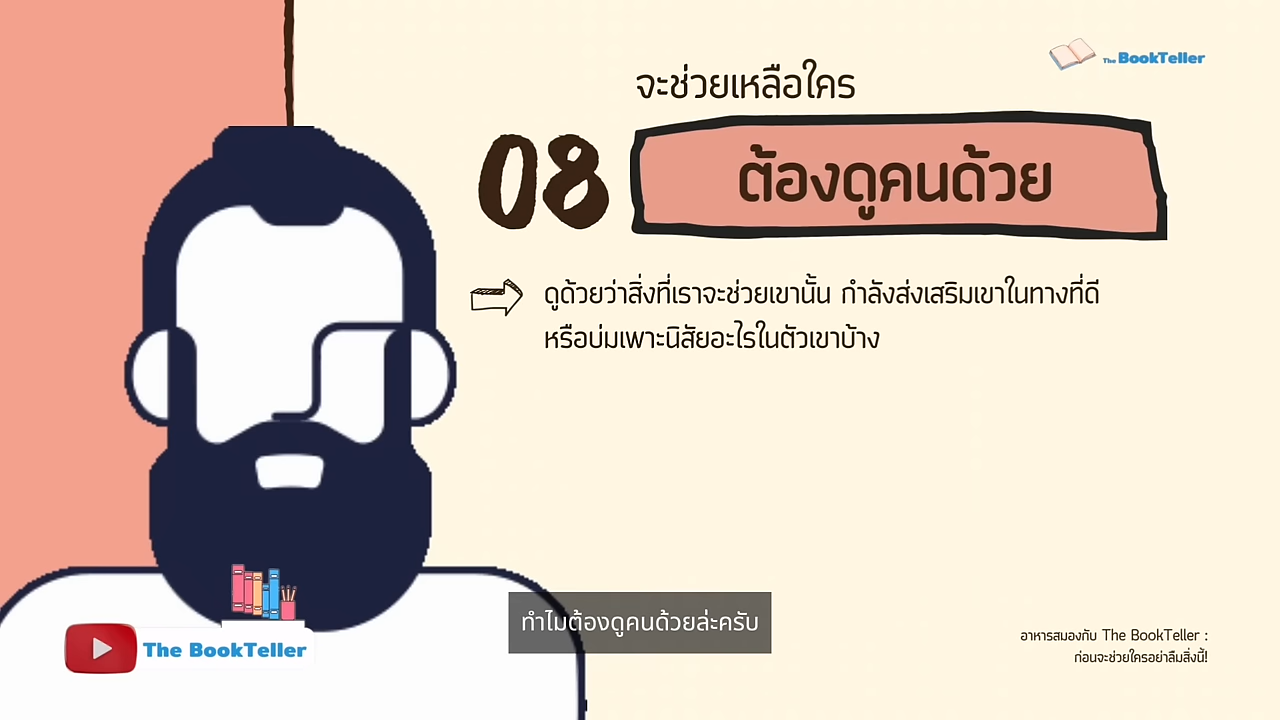 The BookTeller
จะช่วยเหลือใคร
08 ต้องดูคนด้วย
ดูด้วยว่าสิ่งที่เราจะช่วยเขานั้น กำลังส่งเสริมเขาในทางที่ดี
หรือบ่มเพาะนิสัยอะไรในตัวเขาบ้าง
ทำไมต้องดูคนด้วยล่ะครับ
The BookTeller
อาหารสมองกับ The BookTeller :
ก่อนจะช่วยใครอย่าลืมสิ่งนี้!